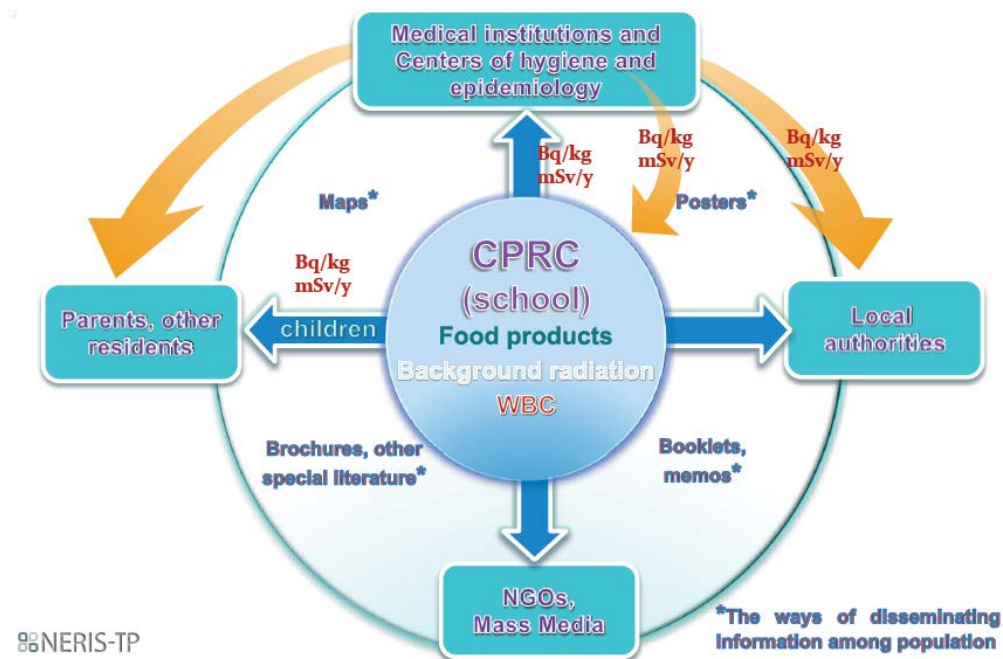 Medical institutions and
Centers of hygiene and
epidemiology
Bq/kg
mSv/y
Bq/kg
mSv/y
Bq/kg
mSv/y
Maps*
Posters*
Bq/kg
mSv/y
CPRC
(school)
Food products
Background radiation
WBC
Parents, other
residents
children
Local
authorities
Brochures, other
special literature*
Booklets,
memos*
NGOs,
Mass Media
*The ways of disseminating
information among population
NERIS-TP